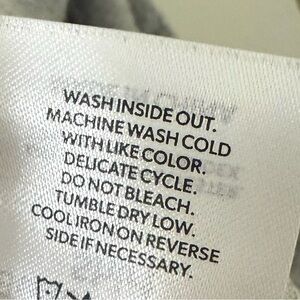 WASH INSIDE OUT.
MACHINE WASH COLD
WITH LIKE COLOR.
DELICATE CYCLE.
DO NOT BLEACH.
TUMBLE DRY LOW.
COOL IRON ON REVERSE
SIDE IF NECESSARY.